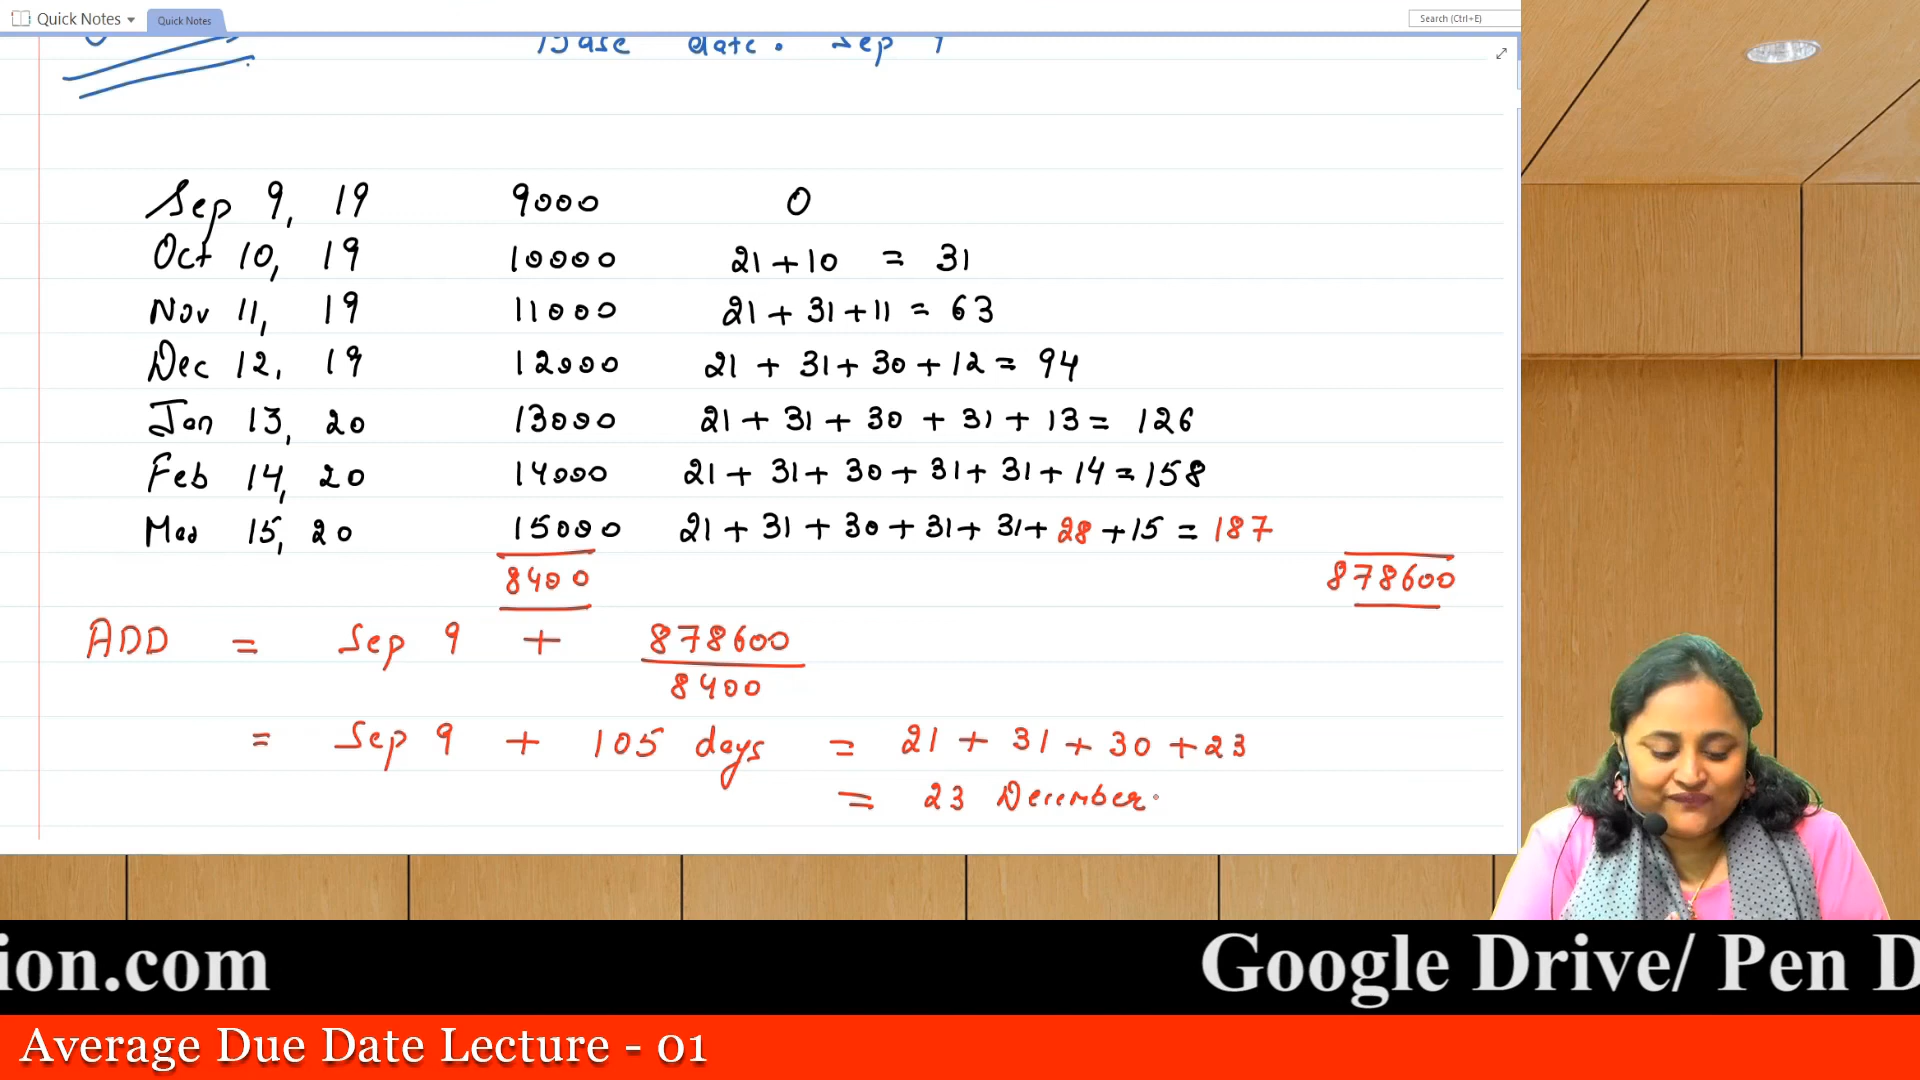 Quick Notes
Quick Notes
Search (Ctrl+E)
Base date. Sep 9
Sep 9, 19 9000 0
Oct 10, 19 10000 21 + 10 = 31
Nov 11, 19 11000 21 + 31 + 11 = 63
Dec 12, 19 12000 21 + 31 + 30 + 12 = 94
Jan 13, 20 13000 21 + 31 + 30 + 31 + 13 = 126
Feb 14, 20 14000 21 + 31 + 30 + 31 + 31 + 14 = 158
Mar 15, 20 15000 21 + 31 + 30 + 31 + 31 + 28 + 15 = 187
8400 878600
ADD = Sep 9 + 878600
8400
= Sep 9 + 105 days = 21 + 31 + 30 + 23
= 23 December.
ion.com Google Drive/ Pen D
Average Due Date Lecture - 01